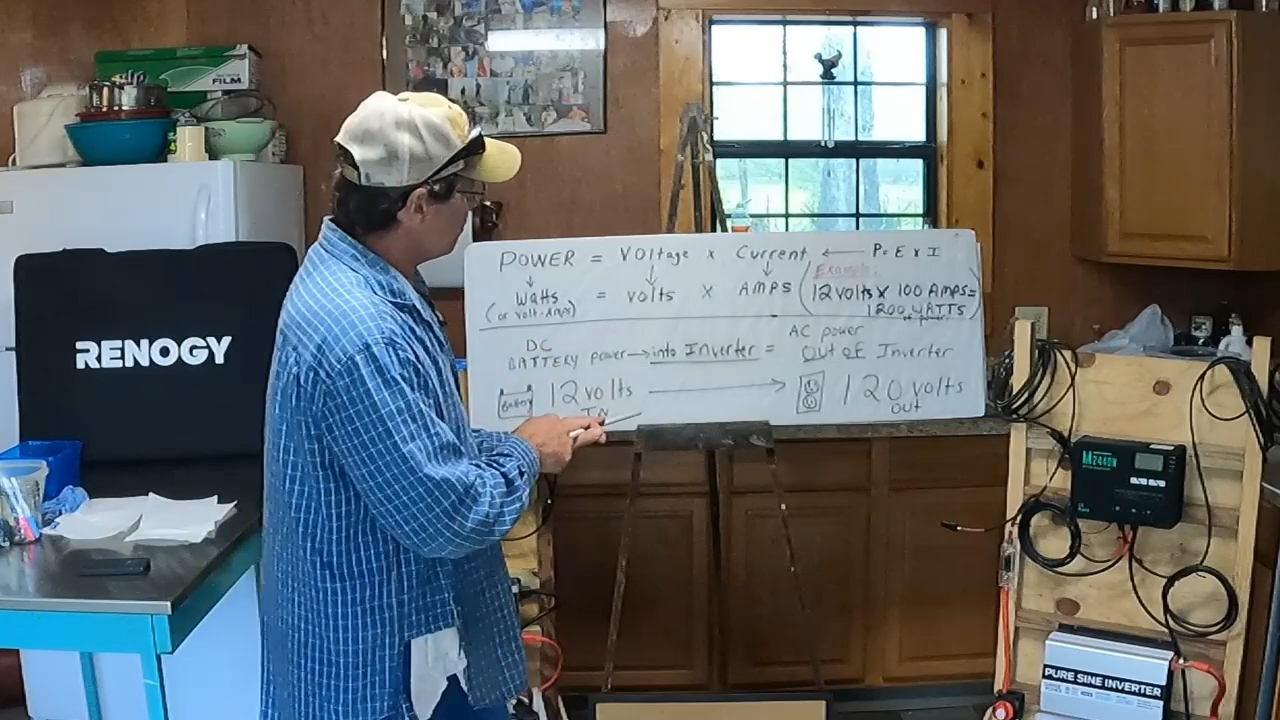 FILM
RENOGY
POWER = Voltage x Current ← P=E x I
Example:
Watts = volts x AMPS (12 volts x 100 AMPS=
(or volt-Amps)
1200 WATTS)
of power
DC
BATTERY power → into Inverter =
AC power
Out of Inverter
Battery
12 volts
IN
120 volts
OUT
M2440N
PURE SINE INVERTER